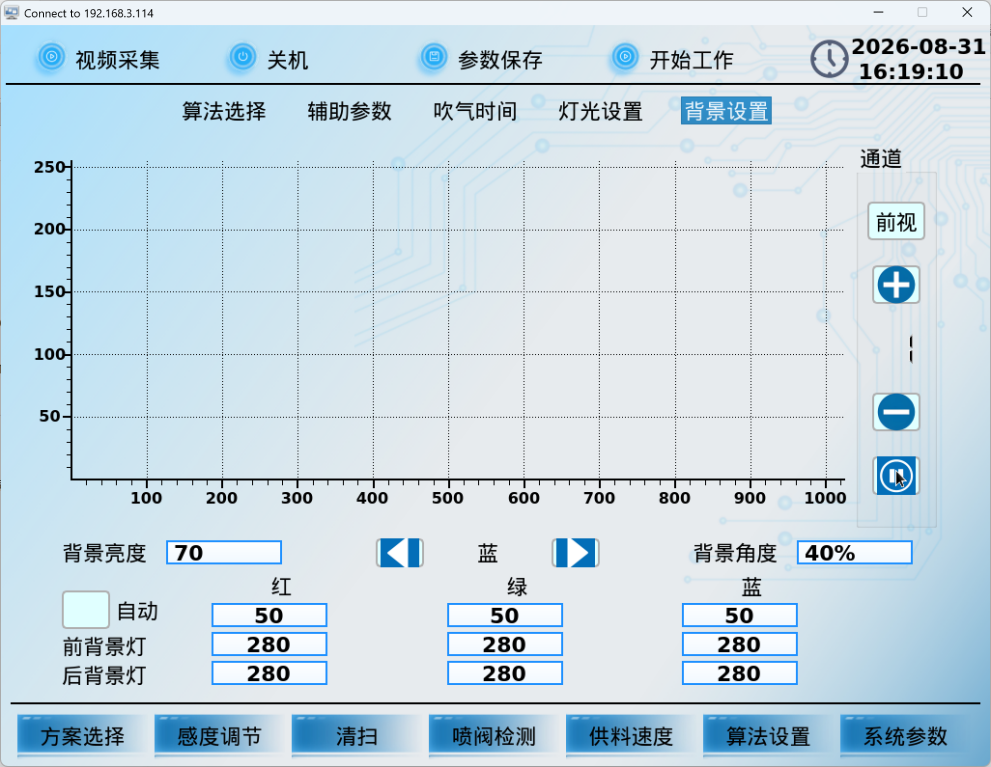 Connect to 192.168.3.114
视频采集 关机 参数保存 开始工作 2026-08-31
16:19:10
算法选择 辅助参数 吹气时间 灯光设置 背景设置
通道
前视
250
200
150
100
50
100 200 300 400 500 600 700 800 900 1000
背景亮度 70 蓝 背景角度 40%
红 绿 蓝
自动 50 50 50
前背景灯 280 280 280
后背景灯 280 280 280
方案选择 感度调节 清扫 喷阀检测 供料速度 算法设置 系统参数